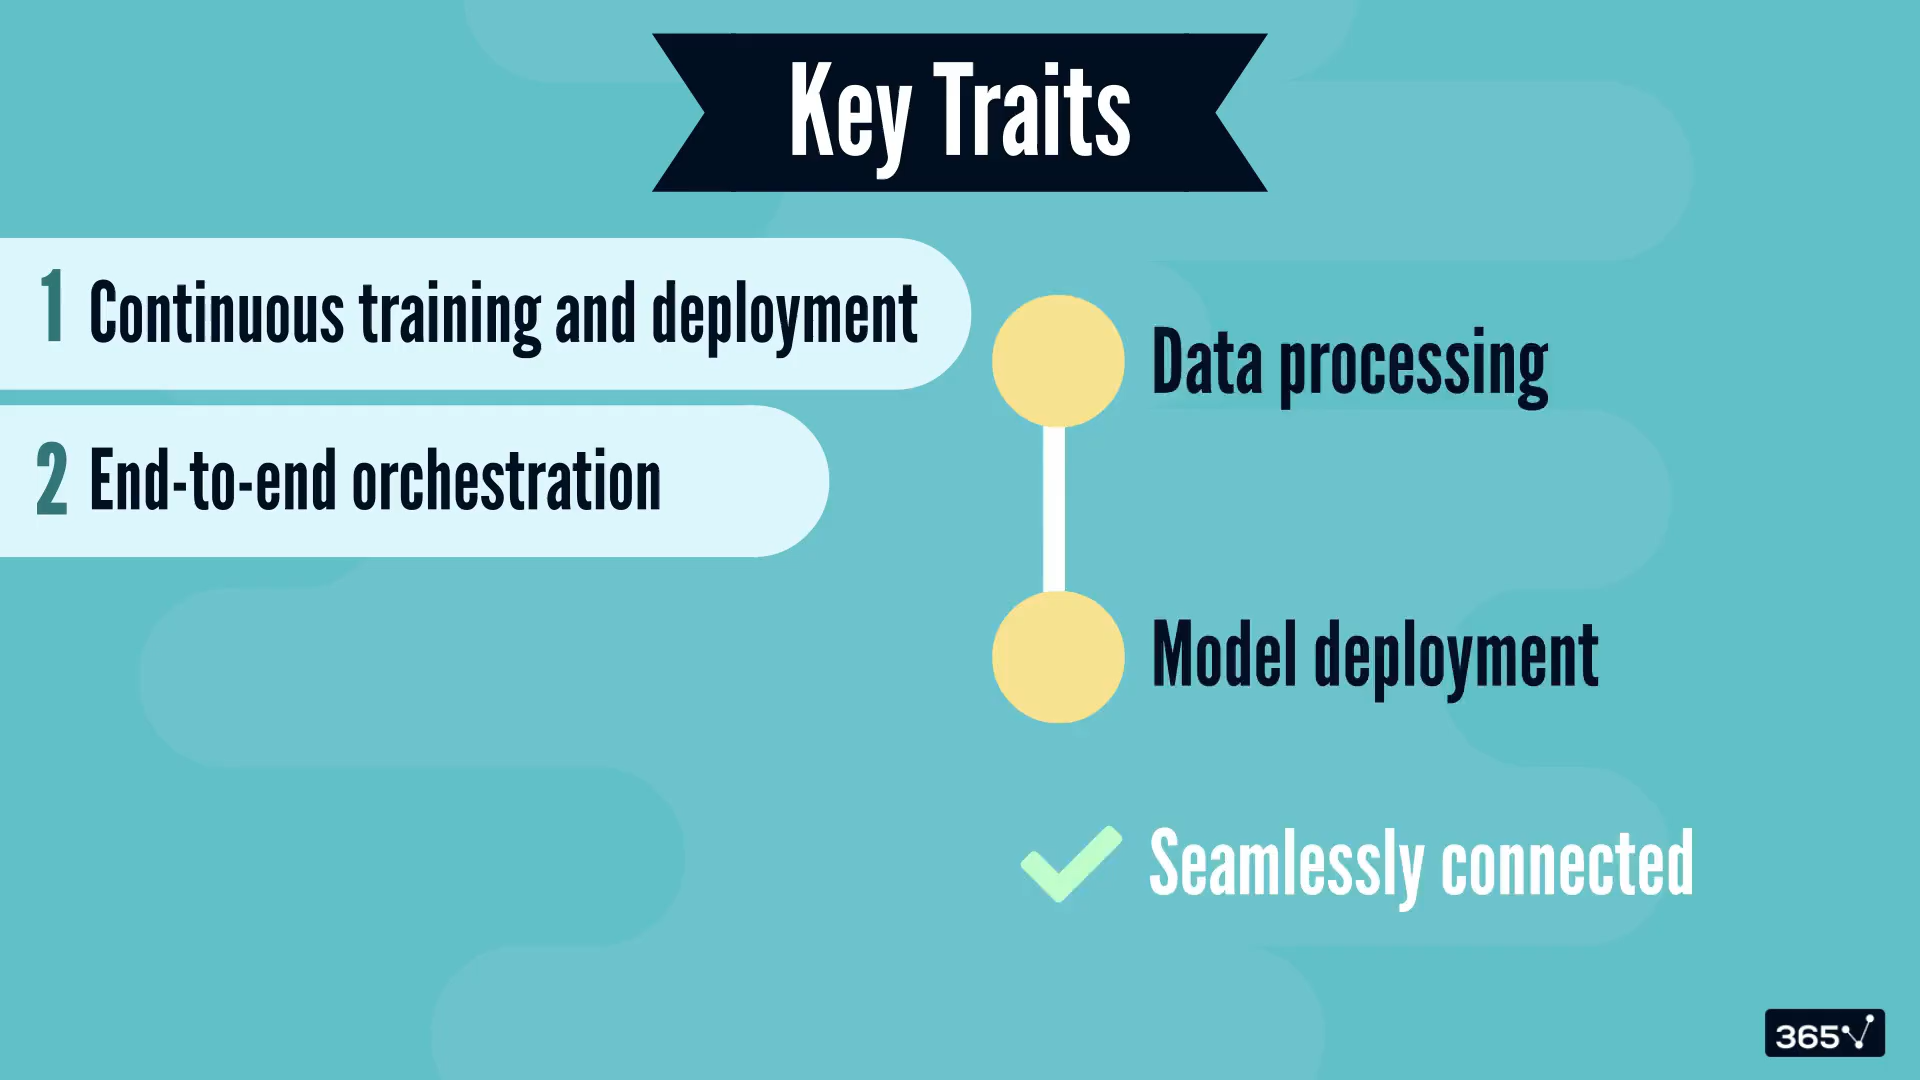 Key Traits
1 Continuous training and deployment
2 End-to-end orchestration
Data processing
Model deployment
Seamlessly connected
365